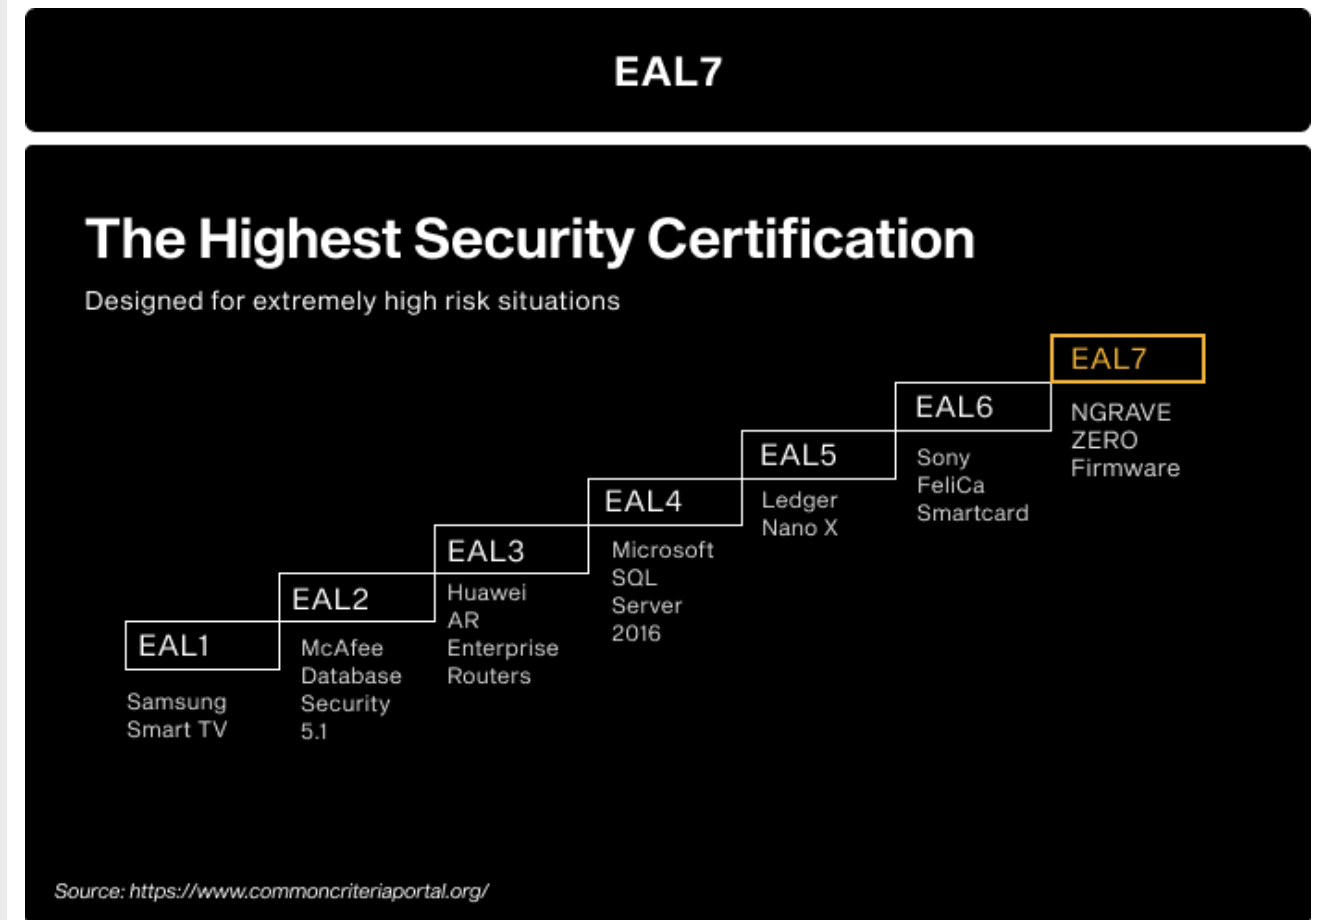 EAL7
The Highest Security Certification
Designed for extremely high risk situations
EAL1
Samsung
Smart TV
EAL2
McAfee
Database
Security
5.1
EAL3
Huawei
AR
Enterprise
Routers
EAL4
Microsoft
SQL
Server
2016
EAL5
Ledger
Nano X
EAL6
Sony
FeliCa
Smartcard
EAL7
NGRAVE
ZERO
Firmware
Source: https://www.commoncriteriaportal.org/